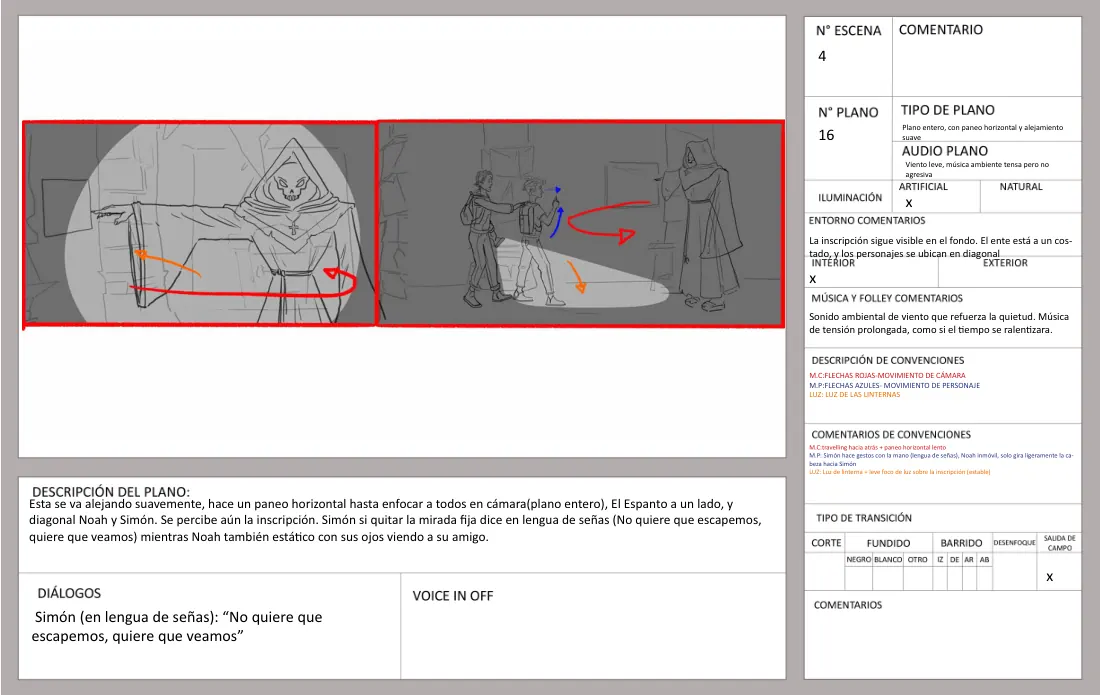 N° ESCENA
4
COMENTARIO
N° PLANO
16
TIPO DE PLANO
Plano entero, con paneo horizontal y alejamiento
suave
AUDIO PLANO
Viento leve, música ambiente tensa pero no
agresiva
ILUMINACIÓN
ARTIFICIAL
X
NATURAL
ENTORNO COMENTARIOS
La inscripción sigue visible en el fondo. El ente está a un cos-
tado, y los personajes se ubican en diagonal
INTERIOR
X
EXTERIOR
MÚSICA Y FOLLEY COMENTARIOS
Sonido ambiental de viento que refuerza la quietud. Música
de tensión prolongada, como si el tiempo se ralentizara.
DESCRIPCIÓN DE CONVENCIONES
M.C:FLECHAS ROJAS-MOVIMIENTO DE CÁMARA
M.P:FLECHAS AZULES- MOVIMIENTO DE PERSONAJE
LUZ: LUZ DE LAS LINTERNAS
COMENTARIOS DE CONVENCIONES
M.C:travelling hacia atrás + paneo horizontal lento
M.P: Simón hace gestos con la mano (lengua de señas), Noah inmóvil, solo gira ligeramente la ca-
beza hacia Simón
LUZ: Luz de linterna = leve foco de luz sobre la inscripción (estable)
TIPO DE TRANSICIÓN
CORTE
FUNDIDO
BARRIDO
DESENFOQUE
SALIDA DE
CAMPO
NEGRO BLANCO OTRO
IZ DE AR AB
X
COMENTARIOS
DESCRIPCIÓN DEL PLANO:
Esta se va alejando suavemente, hace un paneo horizontal hasta enfocar a todos en cámara(plano entero), El Espanto a un lado, y
diagonal Noah y Simón. Se percibe aún la inscripción. Simón si quitar la mirada fija dice en lengua de señas (No quiere que escapemos,
quiere que veamos) mientras Noah también estático con sus ojos viendo a su amigo.
DIÁLOGOS
Simón (en lengua de señas): “No quiere que
escapemos, quiere que veamos”
VOICE IN OFF